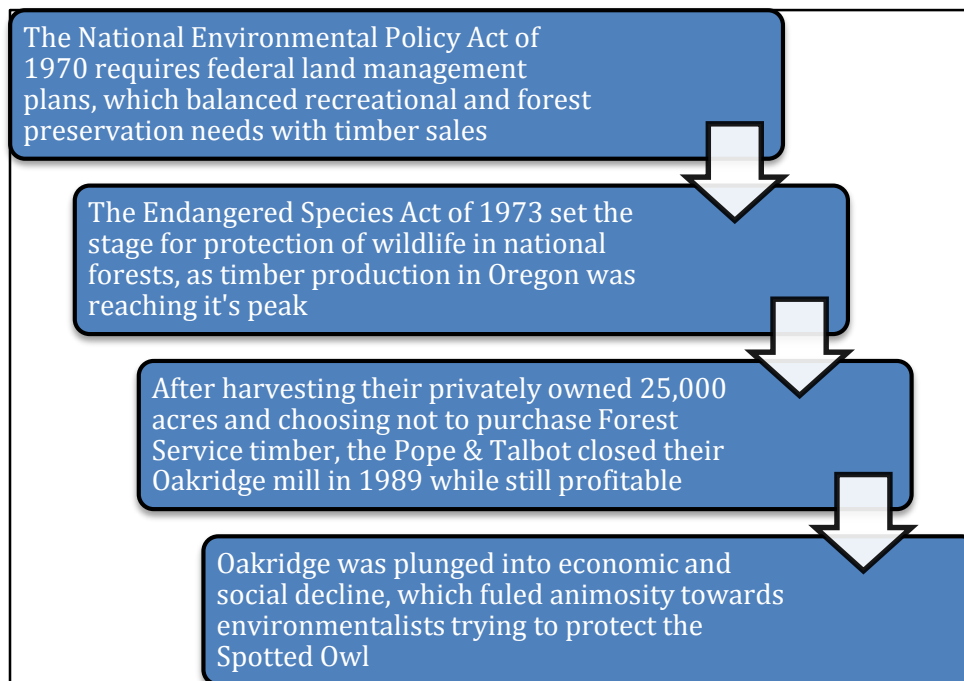 The National Environmental Policy Act of
1970 requires federal land management
plans, which balanced recreational and forest
preservation needs with timber sales
The Endangered Species Act of 1973 set the
stage for protection of wildlife in national
forests, as timber production in Oregon was
reaching it's peak
After harvesting their privately owned 25,000
acres and choosing not to purchase Forest
Service timber, the Pope & Talbot closed their
Oakridge mill in 1989 while still profitable
Oakridge was plunged into economic and
social decline, which fuled animosity towards
environmentalists trying to protect the
Spotted Owl